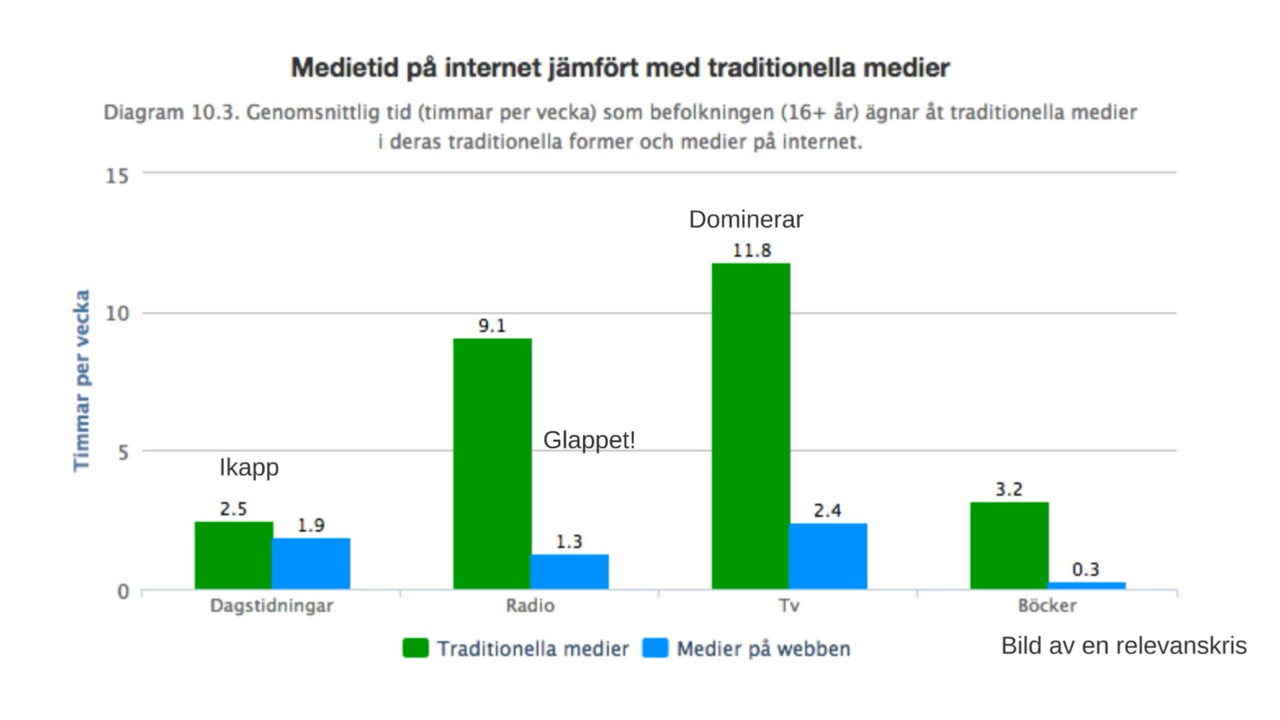 Medietid på internet jämfört med traditionella medier
Diagram 10.3. Genomsnittlig tid (timmar per vecka) som befolkningen (16+ år) ägnar åt traditionella medier
i deras traditionella former och medier på internet.
Timmar per vecka
15
10
5
0
Ikapp
2.5
1.9
9.1
Glappet!
1.3
Dominerar
11.8
2.4
3.2
0.3
Dagstidningar
Radio
Tv
Böcker
Traditionella medier
Medier på webben
Bild av en relevanskris